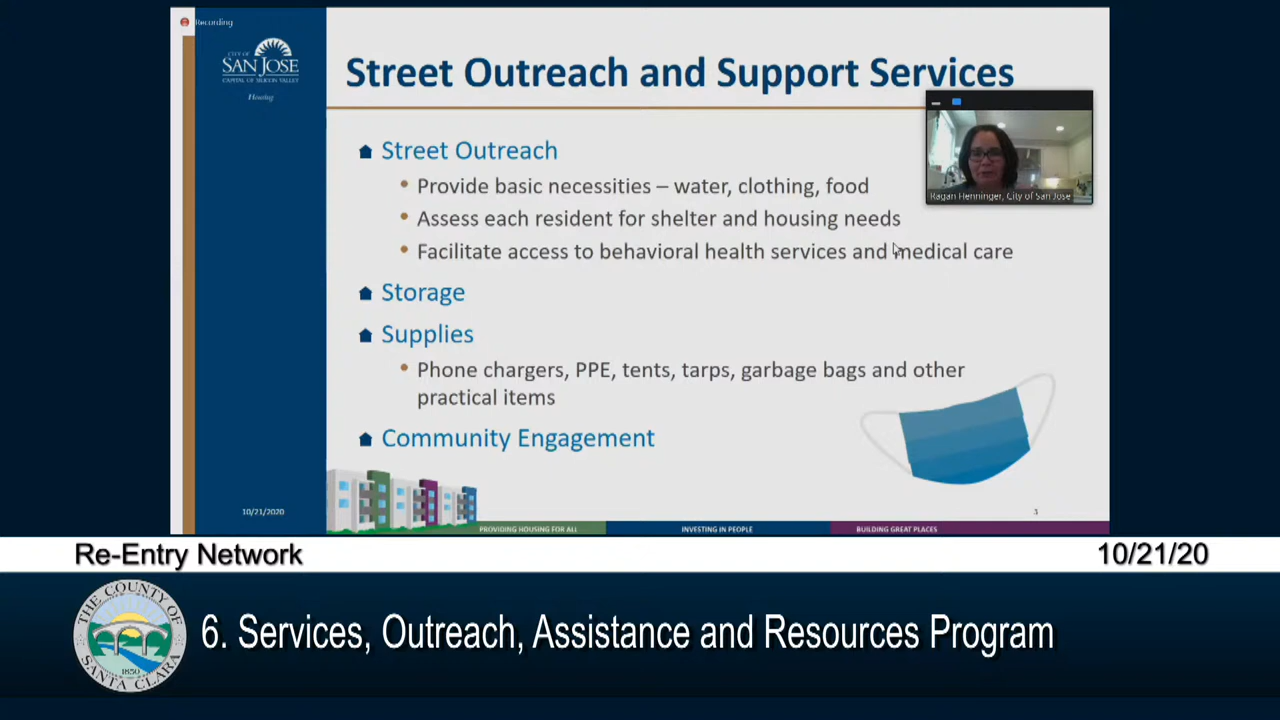 Recording
CITY OF
SAN JOSE
CAPITAL OF SILICON VALLEY
Housing
Street Outreach and Support Services
Street Outreach
Provide basic necessities – water, clothing, food
Assess each resident for shelter and housing needs
Facilitate access to behavioral health services and medical care
Ragan Henninger, City of San Jose
Storage
Supplies
Phone chargers, PPE, tents, tarps, garbage bags and other
practical items
Community Engagement
10/21/2020
3
PROVIDING HOUSING FOR ALL
INVESTING IN PEOPLE
BUILDING GREAT PLACES
Re-Entry Network
10/21/20
THE COUNTY OF
SANTA CLARA
1850
6. Services, Outreach, Assistance and Resources Program